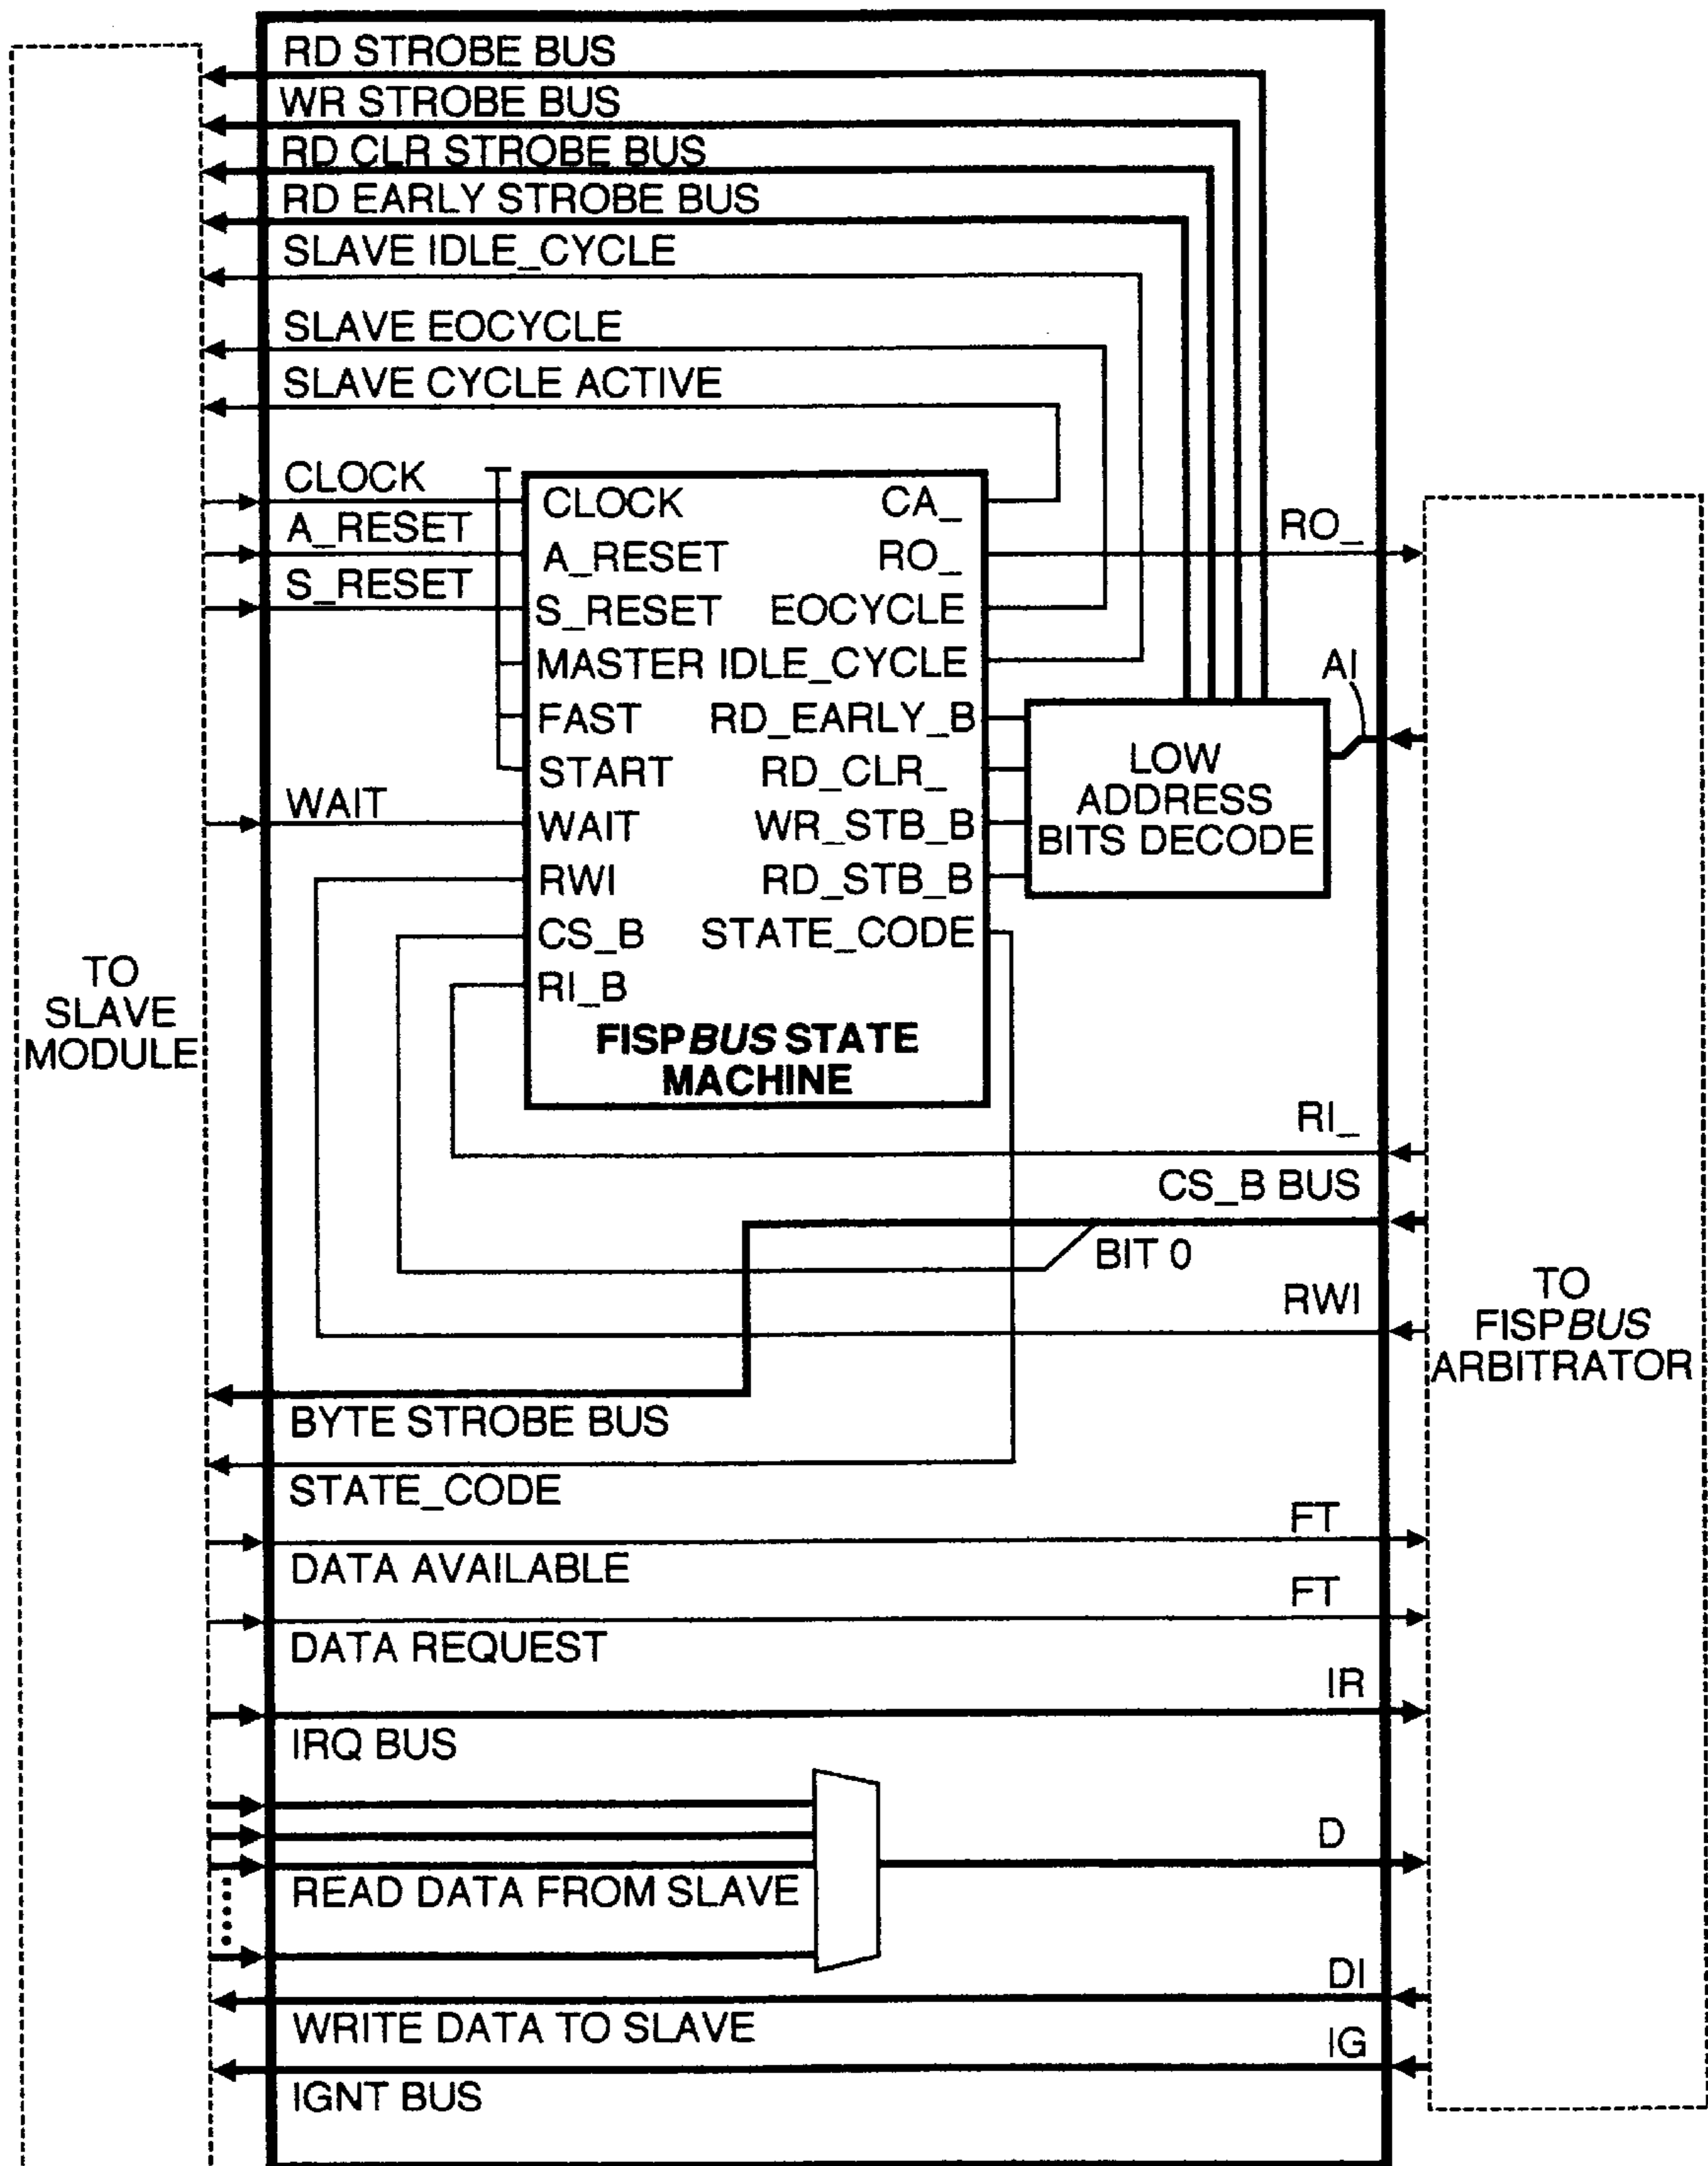 RD STROBE BUS
WR STROBE BUS
RD CLR STROBE BUS
RD EARLY STROBE BUS
SLAVE IDLE_CYCLE
SLAVE EOCYCLE
SLAVE CYCLE ACTIVE
CLOCK
A_RESET
S_RESET
WAIT
CLOCK CA_
A_RESET RO_
S_RESET EOCYCLE
MASTER IDLE_CYCLE
FAST RD_EARLY_B
START RD_CLR_
WAIT WR_STB_B
RWI RD_STB_B
CS_B STATE_CODE
RI_B
FISPBUS STATE
MACHINE
LOW
ADDRESS
BITS DECODE
AI
RO_
TO
SLAVE
MODULE
RI_
CS_B BUS
BIT 0
RWI
TO
FISPBUS
ARBITRATOR
BYTE STROBE BUS
STATE_CODE
FT
DATA AVAILABLE
FT
DATA REQUEST
IR
IRQ BUS
D
READ DATA FROM SLAVE
DI
WRITE DATA TO SLAVE
IG
IGNT BUS